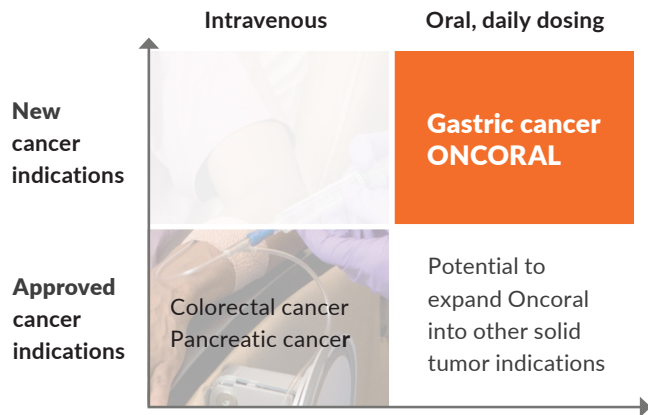 Intravenous
Oral, daily dosing
New
cancer
indications
Gastric cancer
ONCORAL
Approved
cancer
indications
Colorectal cancer
Pancreatic cancer
Potential to
expand Oncoral
into other solid
tumor indications